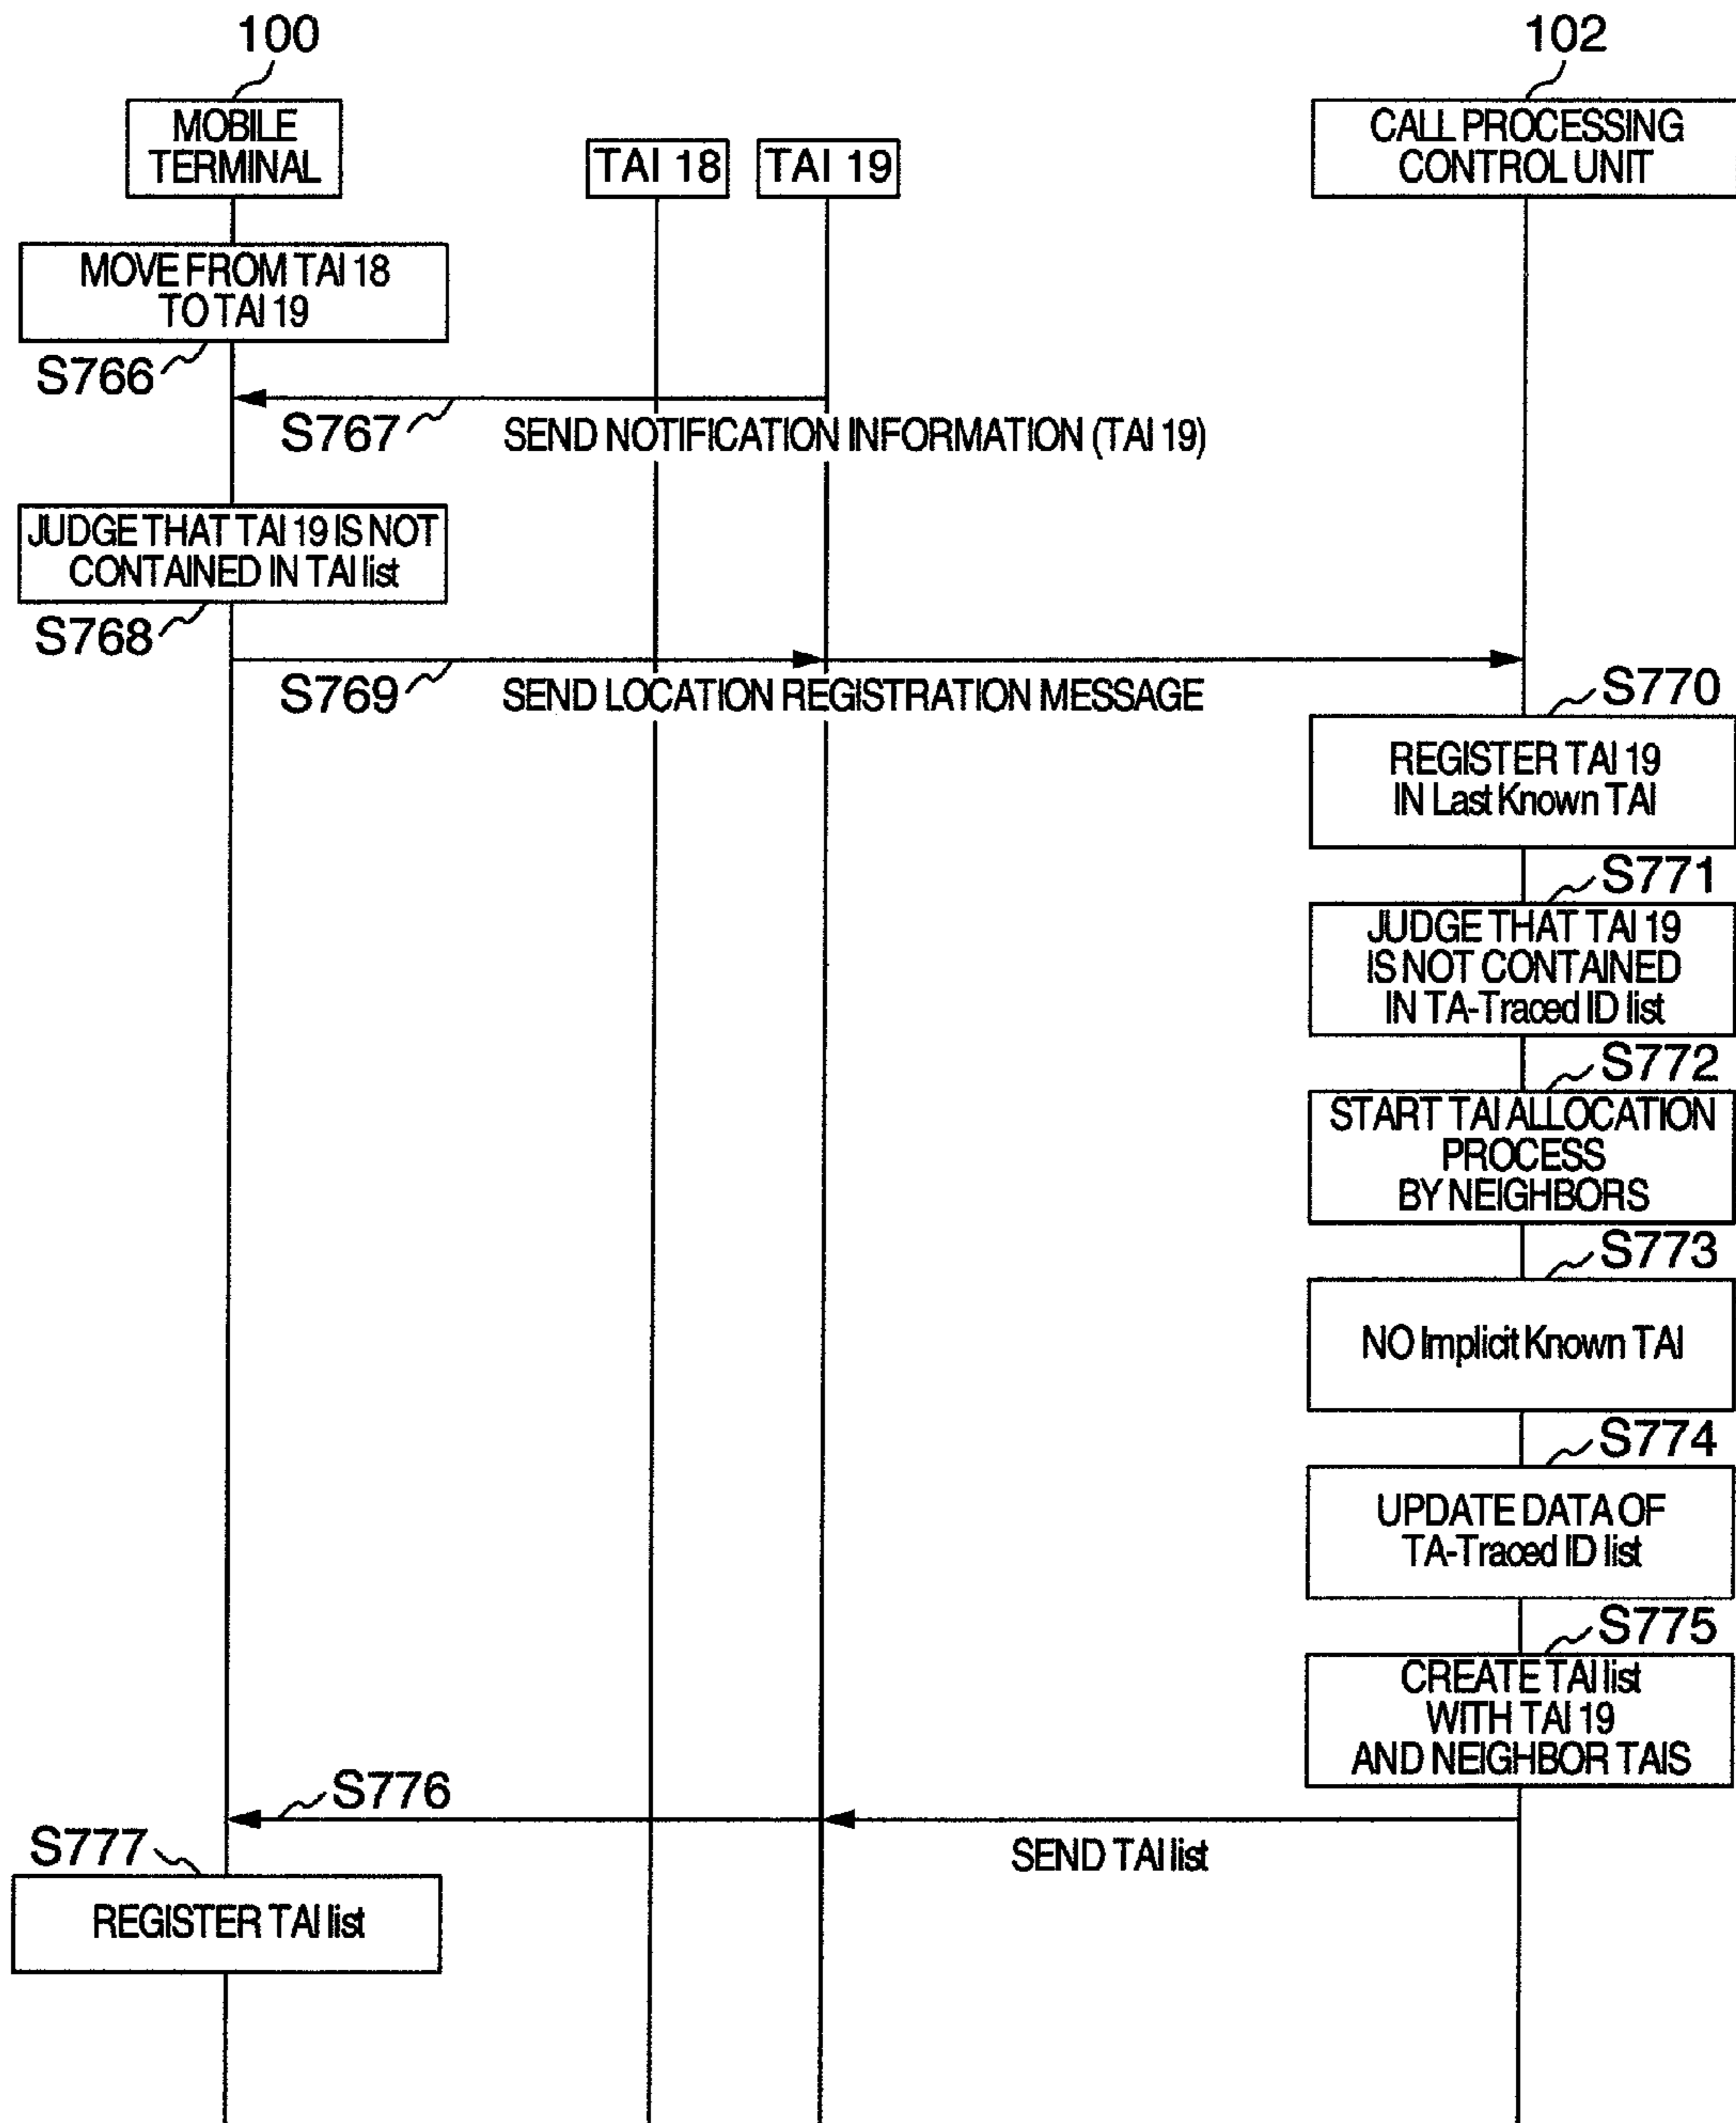 100
102
MOBILE
TERMINAL
TAI 18
TAI 19
CALL PROCESSING
CONTROL UNIT
MOVE FROM TAI 18
TO TAI 19
S766
S767
SEND NOTIFICATION INFORMATION (TAI 19)
JUDGE THAT TAI 19 IS NOT
CONTAINED IN TAI list
S768
S769
SEND LOCATION REGISTRATION MESSAGE
S770
REGISTER TAI 19
IN Last Known TAI
S771
JUDGE THAT TAI 19
IS NOT CONTAINED
IN TA-Traced ID list
S772
START TAI ALLOCATION
PROCESS
BY NEIGHBORS
S773
NO Implicit Known TAI
S774
UPDATE DATA OF
TA-Traced ID list
S775
CREATE TAI list
WITH TAI 19
AND NEIGHBOR TAIS
S776
SEND TAI list
S777
REGISTER TAI list